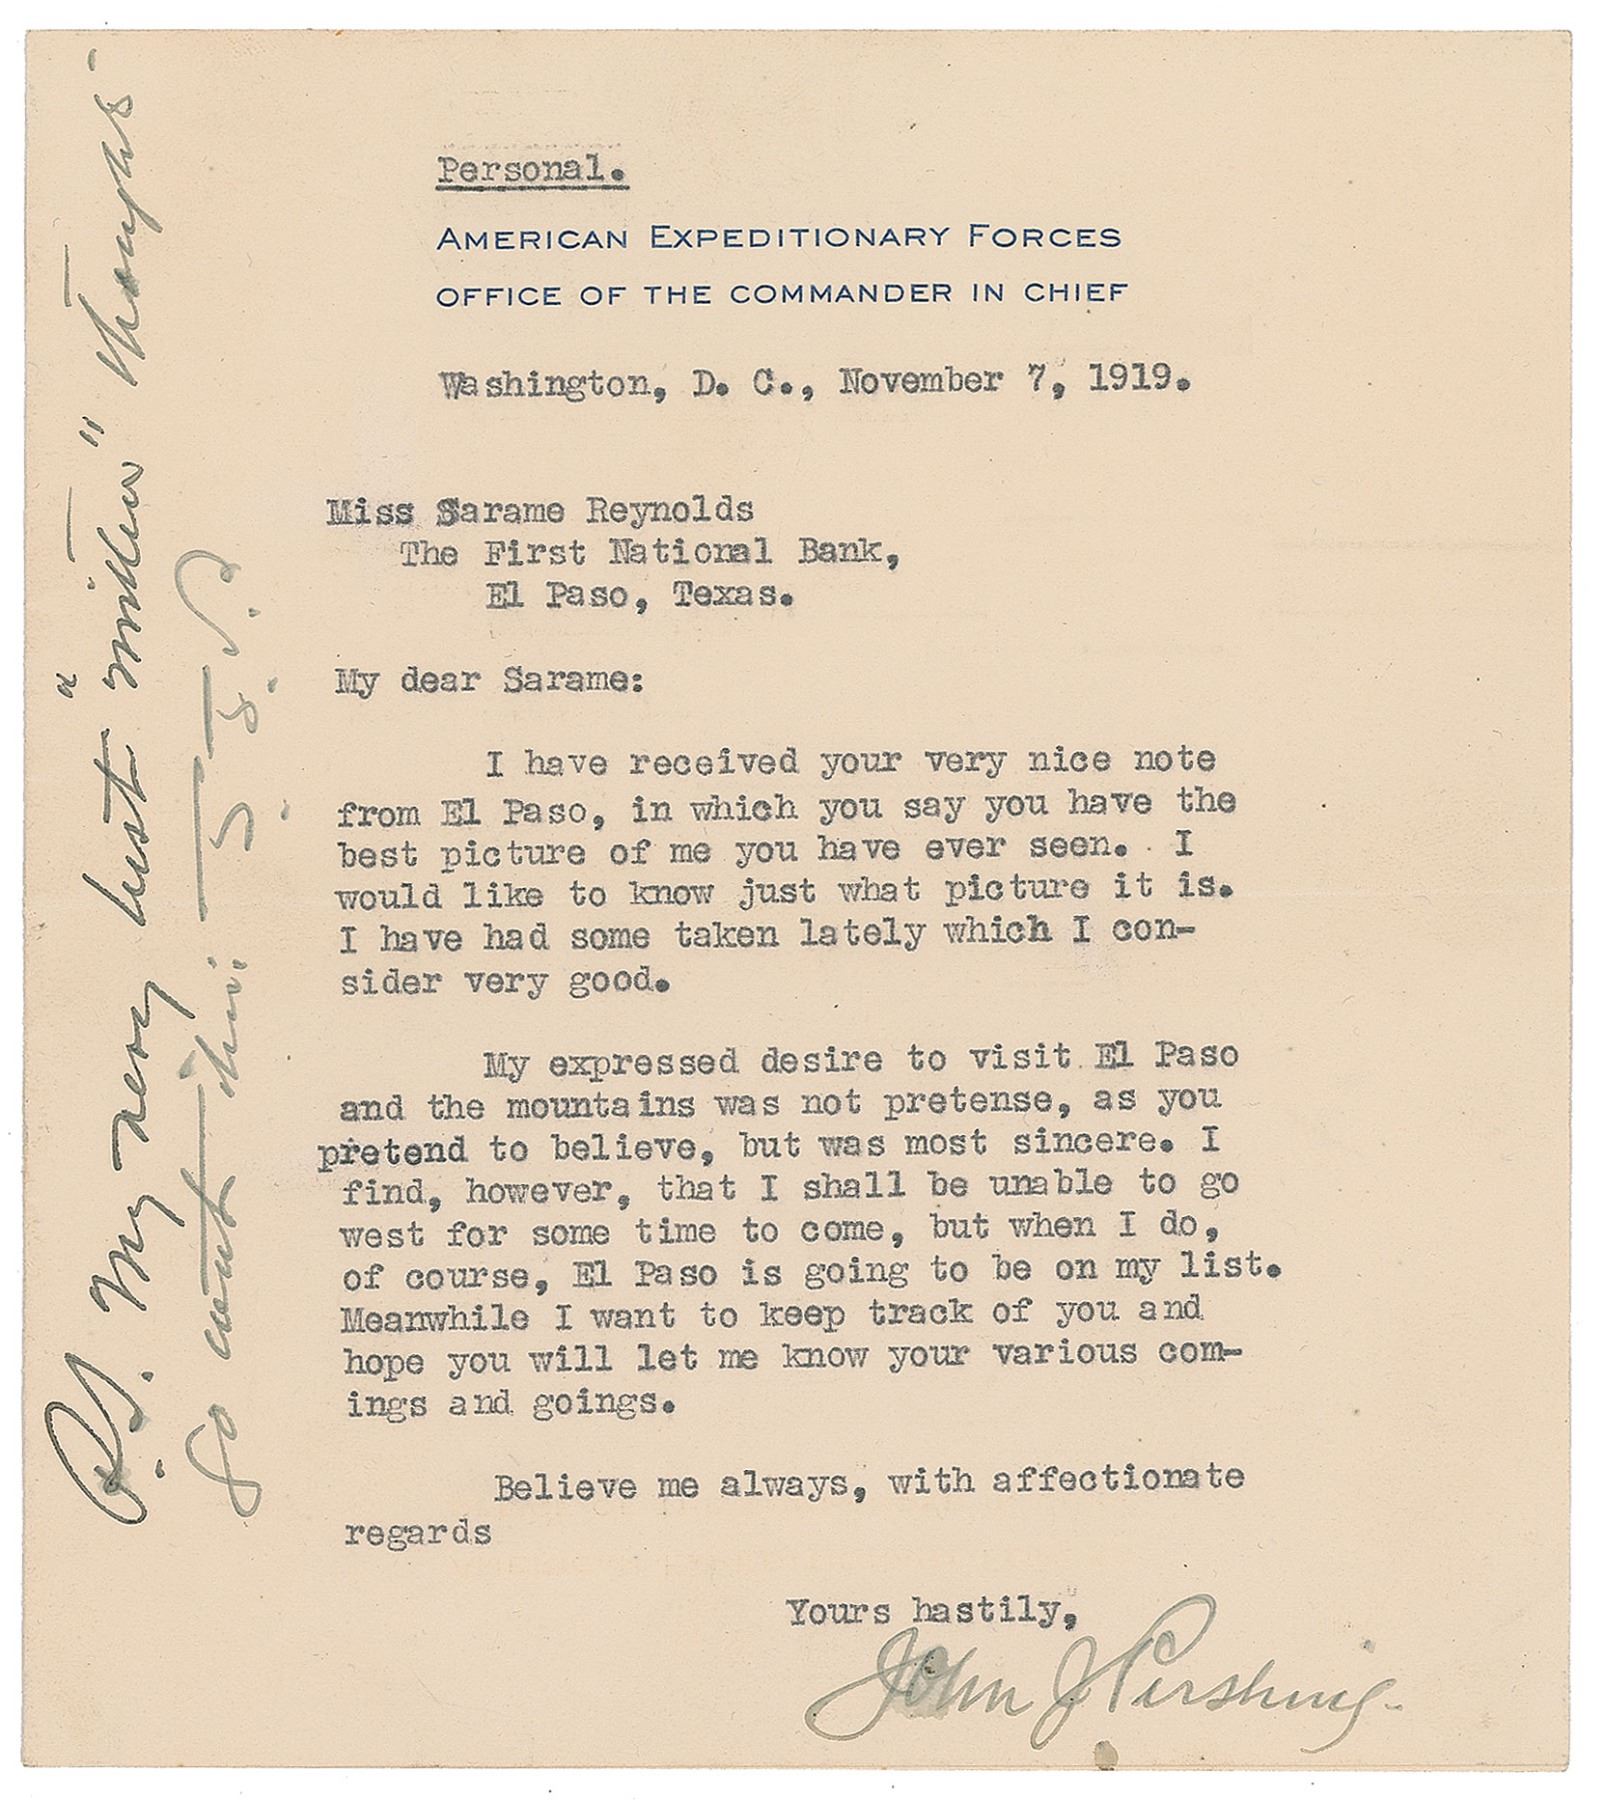 Personal.
AMERICAN EXPEDITIONARY FORCES
OFFICE OF THE COMMANDER IN CHIEF
Washington, D. C., November 7, 1919.
Miss Sarame Reynolds
The First National Bank,
El Paso, Texas.
My dear Sarame:
I have received your very nice note
from El Paso, in which you say you have the
best picture of me you have ever seen. I
would like to know just what picture it is.
I have had some taken lately which I con-
sider very good.
My expressed desire to visit El Paso
and the mountains was not pretense, as you
pretend to believe, but was most sincere. I
find, however, that I shall be unable to go
west for some time to come, but when I do,
of course, El Paso is going to be on my list.
Meanwhile I want to keep track of you and
hope you will let me know your various com-
ings and goings.
Believe me always, with affectionate
regards
Yours hastily,
John J Pershing.
P.S. My very best "written" thoughts -
go J. J. P.